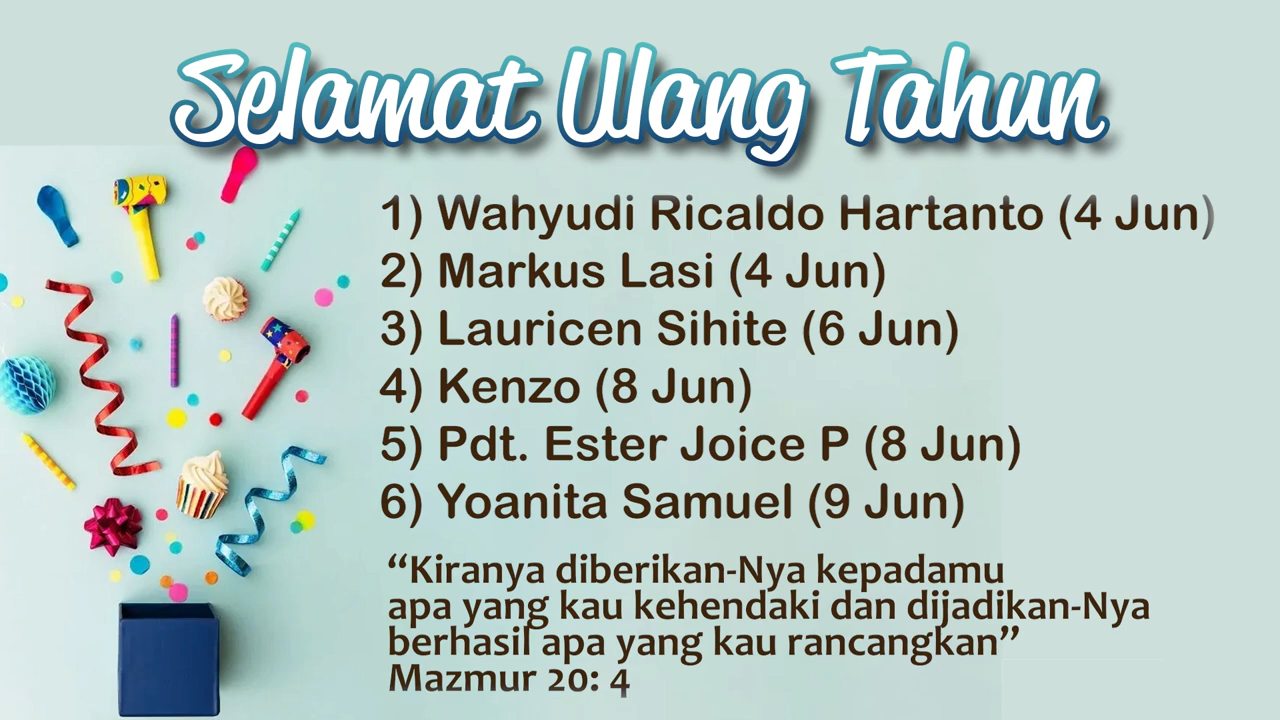 Selamat Ulang Tahun
1) Wahyudi Ricaldo Hartanto (4 Jun)
2) Markus Lasi (4 Jun)
3) Lauricen Sihite (6 Jun)
4) Kenzo (8 Jun)
5) Pdt. Ester Joice P (8 Jun)
6) Yoanita Samuel (9 Jun)
“Kiranya diberikan-Nya kepadamu
apa yang kau kehendaki dan dijadikan-Nya
berhasil apa yang kau rancangkan”
Mazmur 20: 4